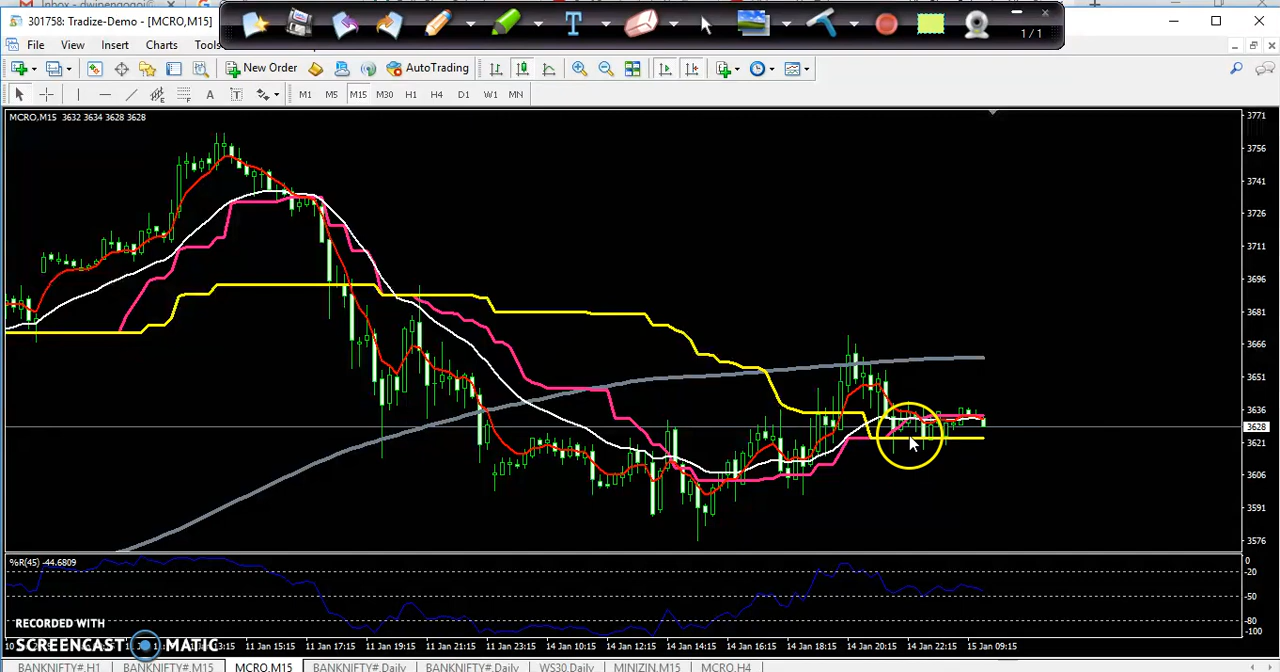 301758: Tradize-Demo - [MCRO,M15]
1/1
File View Insert Charts Tools
New Order AutoTrading
A T M1 M5 M15 M30 H1 H4 D1 W1 MN
MCRO,M15 3632 3634 3628 3628
3771
3756
3741
3726
3711
3696
3681
3666
3651
3636
3628
3621
3606
3591
3576
%R(45) -44.6809
0
-20
-50
-80
-100
RECORDED WITH
SCREENCAST MATIC
11 Jan 13:15 11 Jan 15:15 11 Jan 17:15 11 Jan 19:15 11 Jan 21:15 11 Jan 23:15 14 Jan 10:15 14 Jan 12:15 14 Jan 14:15 14 Jan 16:15 14 Jan 18:15 14 Jan 20:15 14 Jan 22:15 15 Jan 09:15
BANKNIFTY#,H1 BANKNIFTY#,M15 MCRO,M15 BANKNIFTY#,Daily BANKNIFTY#,Daily WS30,Daily MINIZIN,M15 MCRO,H4